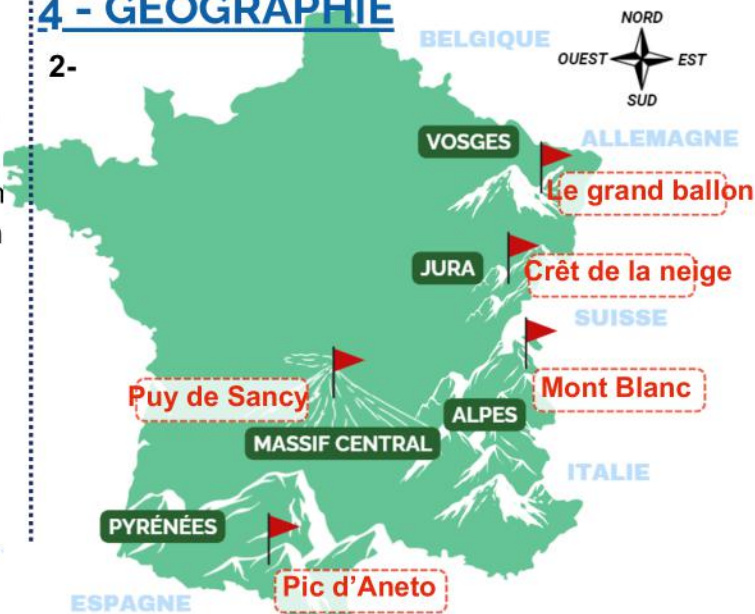 4 - GÉOGRAPHIE
2-
NORD
OUEST
EST
SUD
BELGIQUE
ALLEMAGNE
VOSGES
Le grand ballon
JURA
Crêt de la neige
SUISSE
Mont Blanc
Puy de Sancy
ALPES
MASSIF CENTRAL
ITALIE
PYRÉNÉES
Pic d'Aneto
ESPAGNE